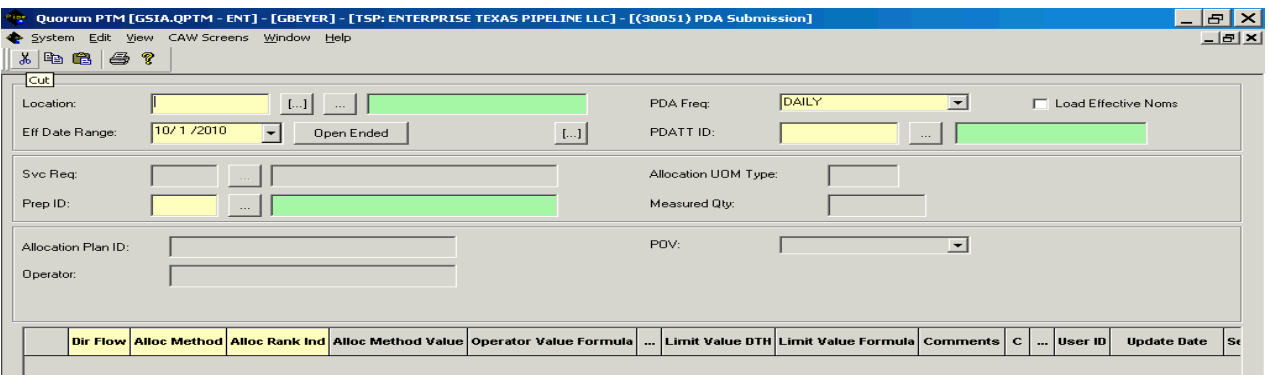 Quorum PTM [GSIA.QPTM - ENT] - [GBEYER] - [TSP: ENTERPRISE TEXAS PIPELINE LLC] - [(30051) PDA Submission]
System Edit View CAW Screens Window Help
Cut
Location: [...] ... PDA Freq: DAILY Load Effective Noms
Eff Date Range: 10/ 1 /2010 Open Ended [...] PDATT ID: ...
Svc Req: ... Allocation UOM Type:
Prep ID: ... Measured Qty:
Allocation Plan ID: POV:
Operator:
Dir Flow Alloc Method Alloc Rank Ind Alloc Method Value Operator Value Formula ... Limit Value DTH Limit Value Formula Comments C ... User ID Update Date Se